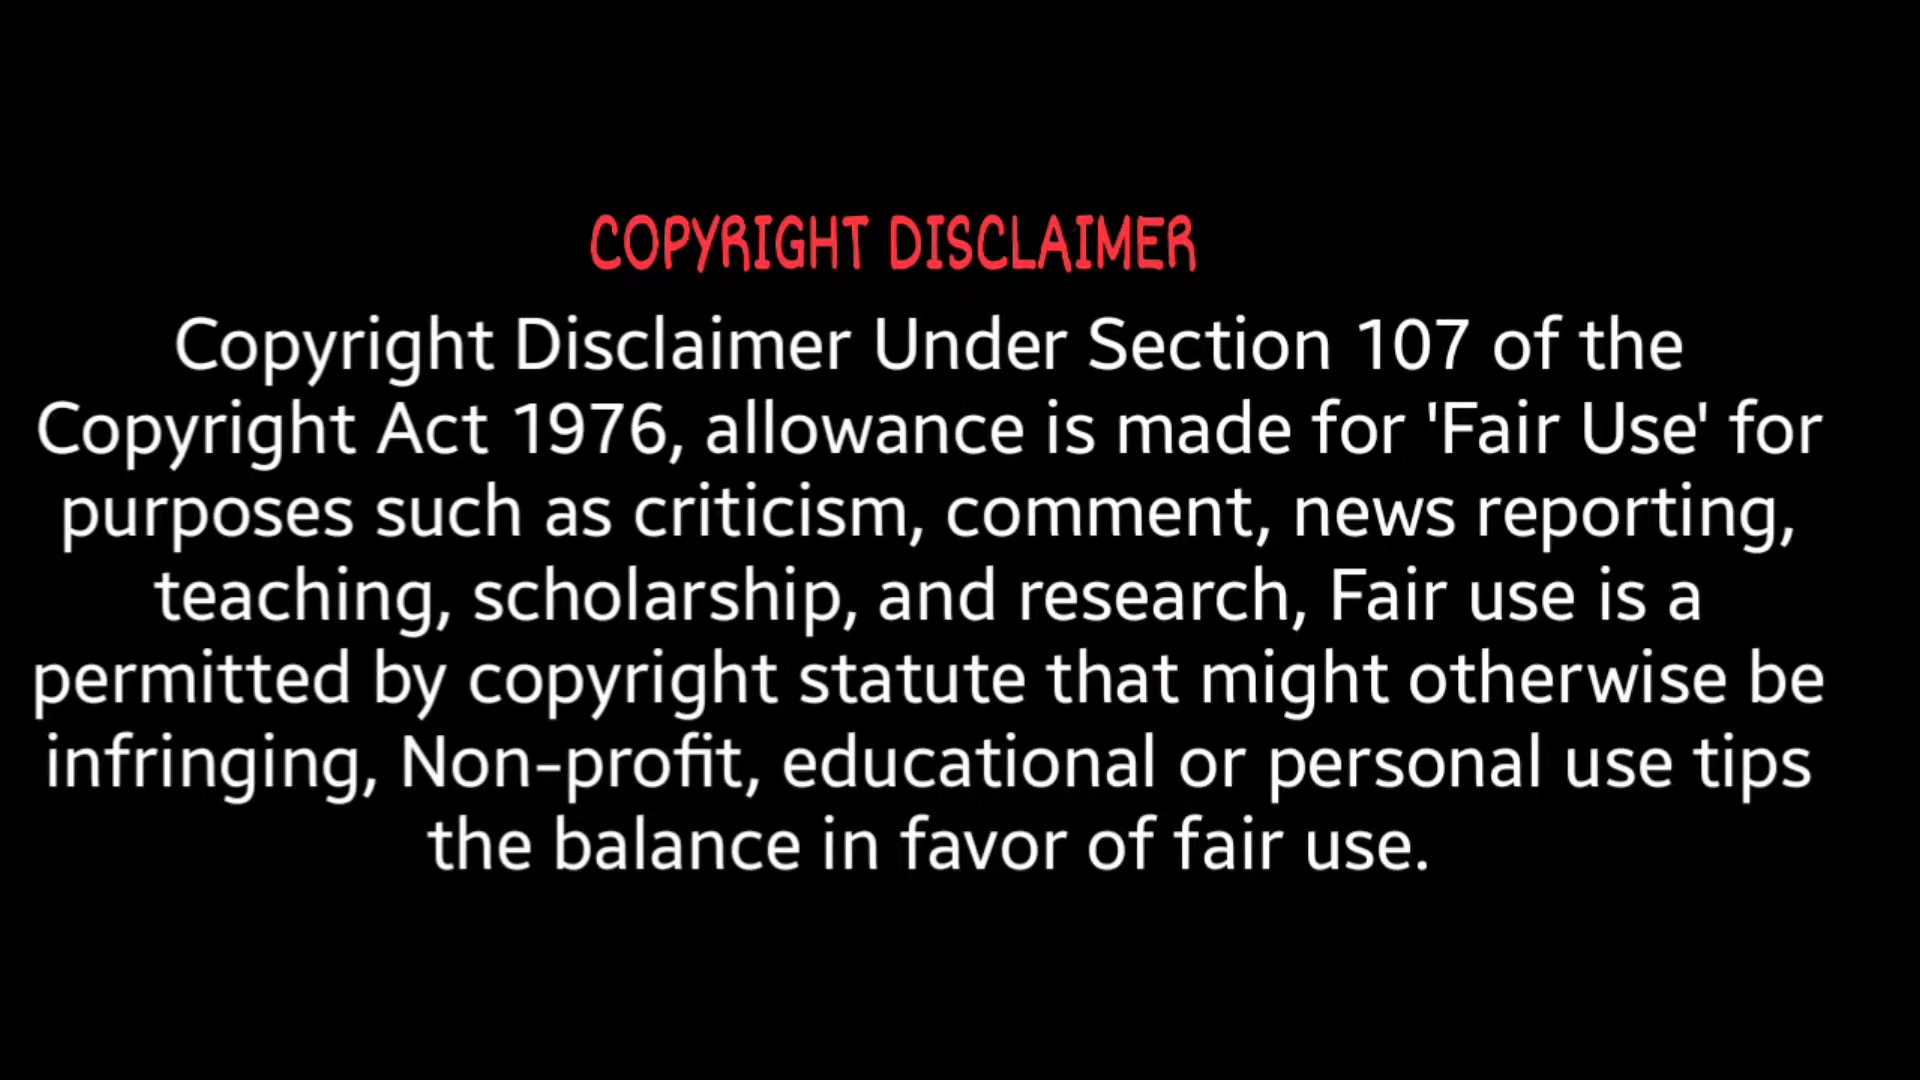 COPYRIGHT DISCLAIMER
Copyright Disclaimer Under Section 107 of the
Copyright Act 1976, allowance is made for 'Fair Use' for
purposes such as criticism, comment, news reporting,
teaching, scholarship, and research, Fair use is a
permitted by copyright statute that might otherwise be
infringing, Non-profit, educational or personal use tips
the balance in favor of fair use.